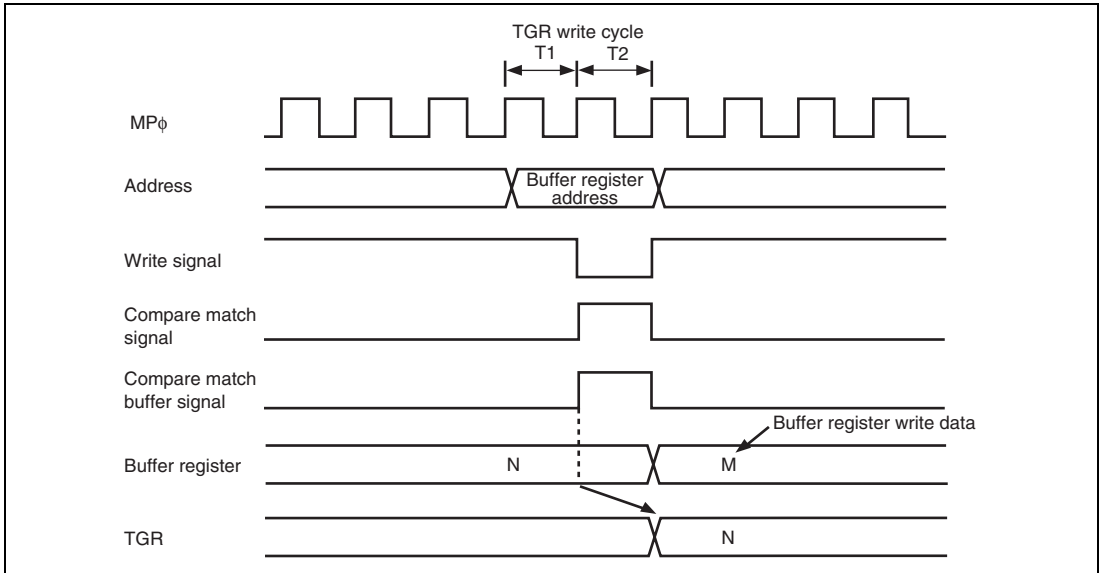 TGR write cycle
T1 T2
MPϕ
Address
Buffer register
address
Write signal
Compare match
signal
Compare match
buffer signal
Buffer register write data
Buffer register
N
M
TGR
N